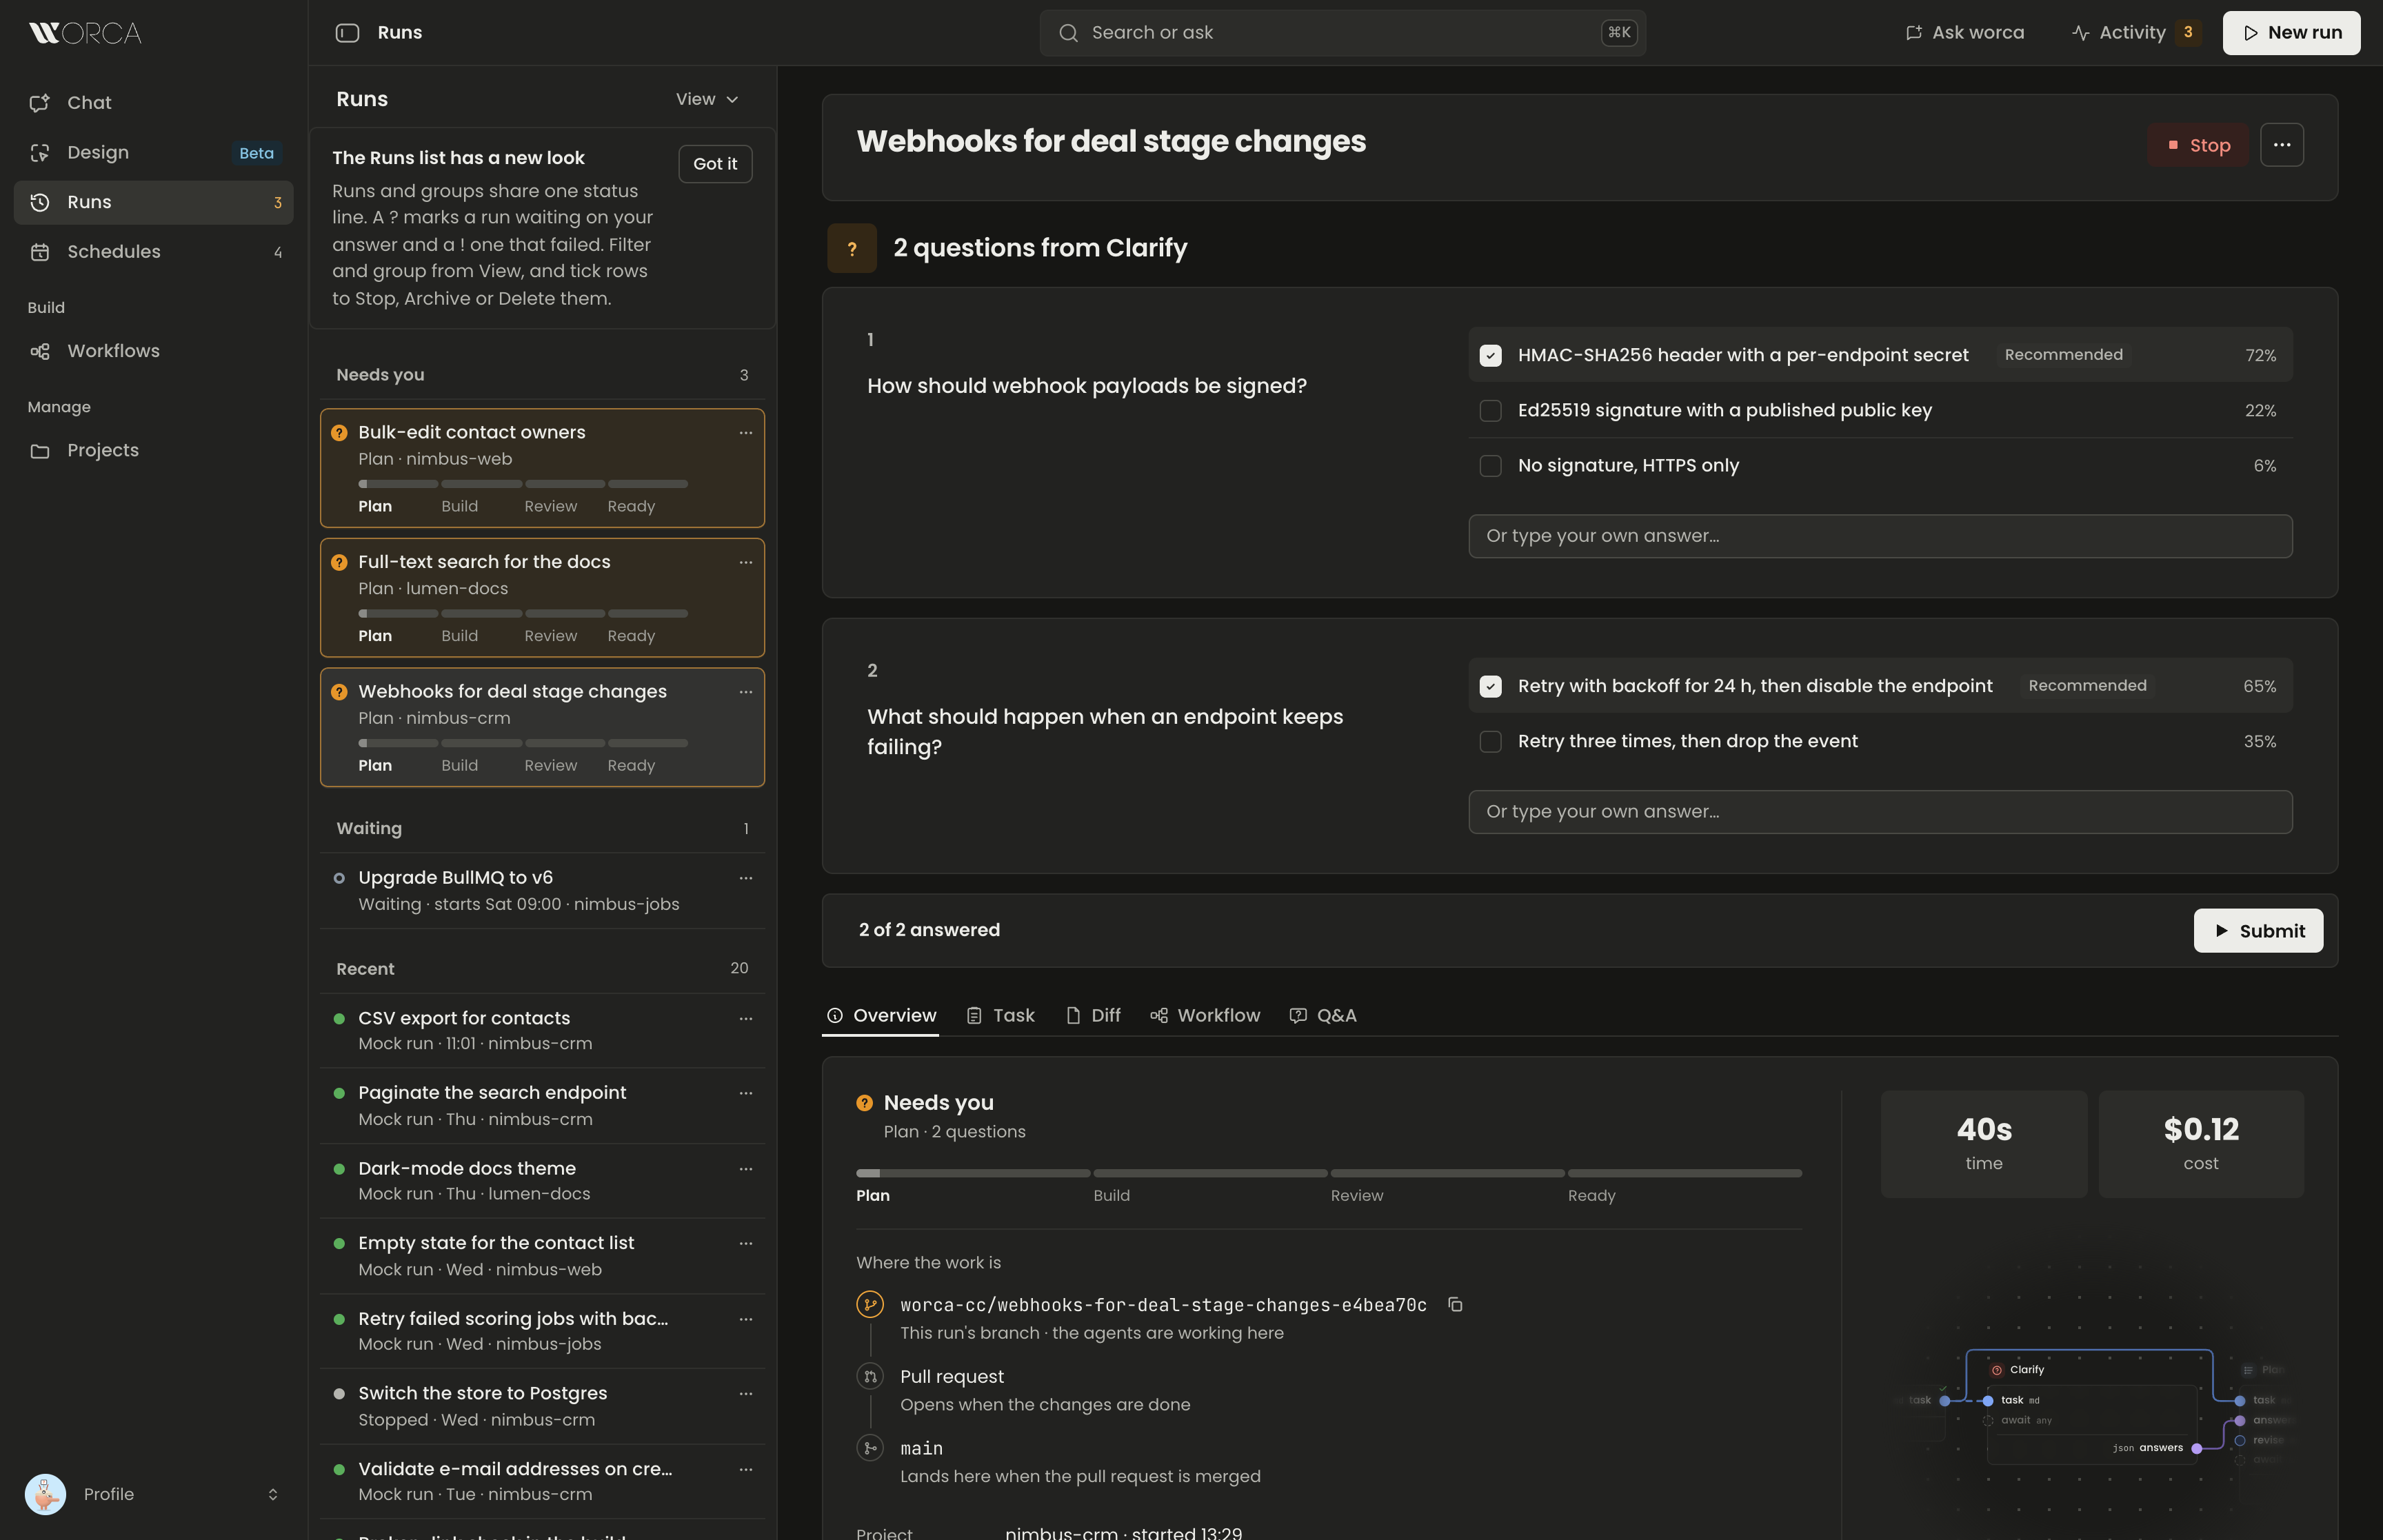 WORCA
Chat
Design
Beta
Runs
3
Schedules
4
Build
Workflows
Manage
Projects
Profile
Runs
Search or ask
⌘K
Ask worca
Activity
3
New run
Runs
View
The Runs list has a new look
Got it
Runs and groups share one status
line. A ? marks a run waiting on your
answer and a ! one that failed. Filter
and group from View, and tick rows
to Stop, Archive or Delete them.
Needs you
3
? Bulk-edit contact owners
Plan · nimbus-web
Plan Build Review Ready
? Full-text search for the docs
Plan · lumen-docs
Plan Build Review Ready
? Webhooks for deal stage changes
Plan · nimbus-crm
Plan Build Review Ready
Waiting
1
Upgrade BullMQ to v6
Waiting · starts Sat 09:00 · nimbus-jobs
Recent
20
CSV export for contacts
Mock run · 11:01 · nimbus-crm
Paginate the search endpoint
Mock run · Thu · nimbus-crm
Dark-mode docs theme
Mock run · Thu · lumen-docs
Empty state for the contact list
Mock run · Wed · nimbus-web
Retry failed scoring jobs with bac...
Mock run · Wed · nimbus-jobs
Switch the store to Postgres
Stopped · Wed · nimbus-crm
Validate e-mail addresses on cre...
Mock run · Tue · nimbus-crm
Webhooks for deal stage changes
Stop
? 2 questions from Clarify
1
How should webhook payloads be signed?
HMAC-SHA256 header with a per-endpoint secret Recommended 72%
Ed25519 signature with a published public key 22%
No signature, HTTPS only 6%
Or type your own answer...
2
What should happen when an endpoint keeps
failing?
Retry with backoff for 24 h, then disable the endpoint Recommended 65%
Retry three times, then drop the event 35%
Or type your own answer...
2 of 2 answered
Submit
Overview Task Diff Workflow Q&A
? Needs you
Plan · 2 questions
Plan Build Review Ready
Where the work is
worca-cc/webhooks-for-deal-stage-changes-e4bea70c
This run's branch · the agents are working here
Pull request
Opens when the changes are done
main
Lands here when the pull request is merged
Project nimbus-crm · started 13:29
40s
time
$0.12
cost
Clarify
Plan
task
task md
await any
json answers
task
revise